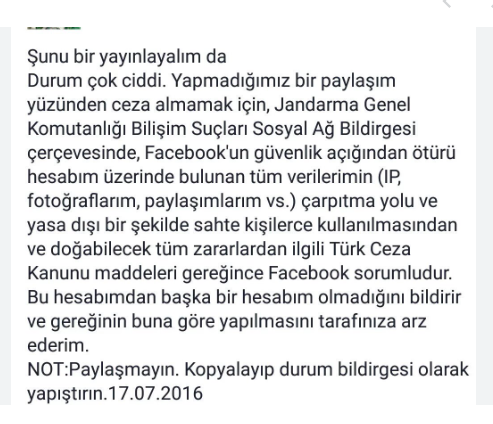 Şunu bir yayınlayalım da
Durum çok ciddi. Yapmadığımız bir paylaşım
yüzünden ceza almamak için, Jandarma Genel
Komutanlığı Bilişim Suçları Sosyal Ağ Bildirgesi
çerçevesinde, Facebook'un güvenlik açığından ötürü
hesabım üzerinde bulunan tüm verilerimin (IP,
fotoğraflarım, paylaşımlarım vs.) çarpıtma yolu ve
yasa dışı bir şekilde sahte kişilerce kullanılmasından
ve doğabilecek tüm zararlardan ilgili Türk Ceza
Kanunu maddeleri gereğince Facebook sorumludur.
Bu hesabımdan başka bir hesabım olmadığını bildirir
ve gereğinin buna göre yapılmasını tarafınıza arz
ederim.
NOT:Paylaşmayın. Kopyalayıp durum bildirgesi olarak
yapıştırın.17.07.2016